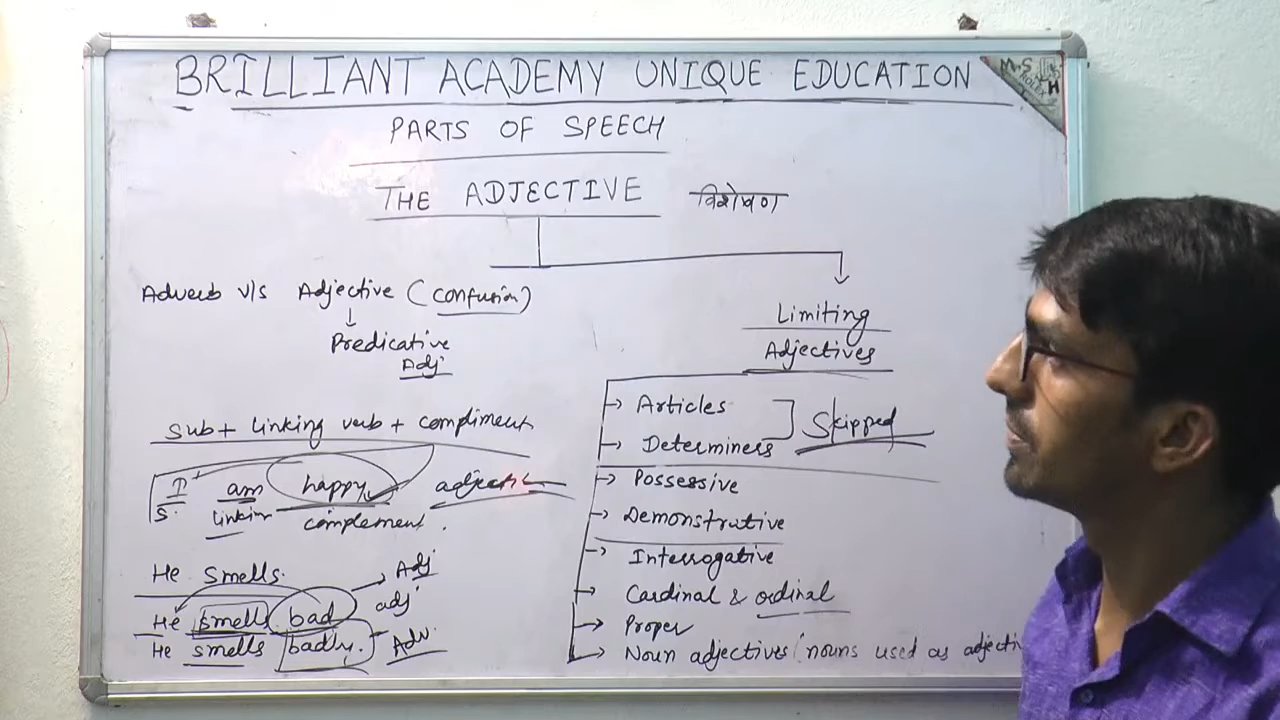 BRILLIANT ACADEMY UNIQUE EDUCATION
M.S
H
PARTS OF SPEECH
THE ADJECTIVE विशेषण
Adverb v/s Adjective (confusion)
Predicative
Adj
Sub + linking verb + compliment
I am happy adjective
S. linkin complement.
He smells.
He smells bad Adj
adj
He smells badly. Adv.
Limiting
Adjectives
Articles
Determiners
Skipped
Possessive
Demonstrative
Interrogative
Cardinal & ordinal
Proper
Noun adjectives (nouns used as adjecti